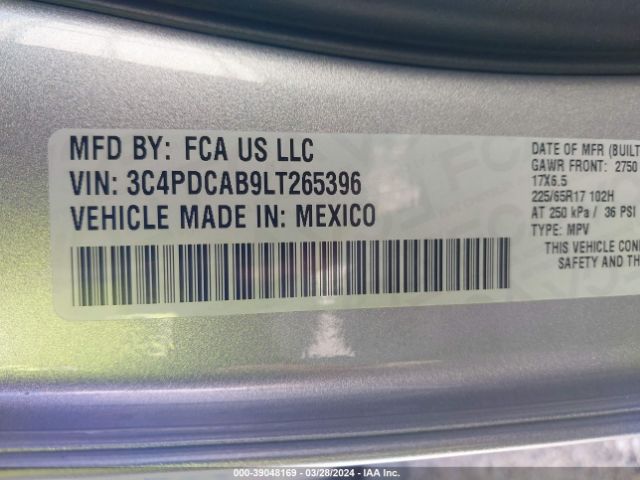 MFD BY: FCA US LLC
VIN: 3C4PDCAB9LT265396
VEHICLE MADE IN: MEXICO
DATE OF MFR (BUILT
GAWR FRONT: 2750
17X6.5
225/65R17 102H
AT 250 kPa / 36 PSI
TYPE: MPV
THIS VEHICLE CON
SAFETY AND TH
000-39048169 | 03/28/2024 - IAA Inc.